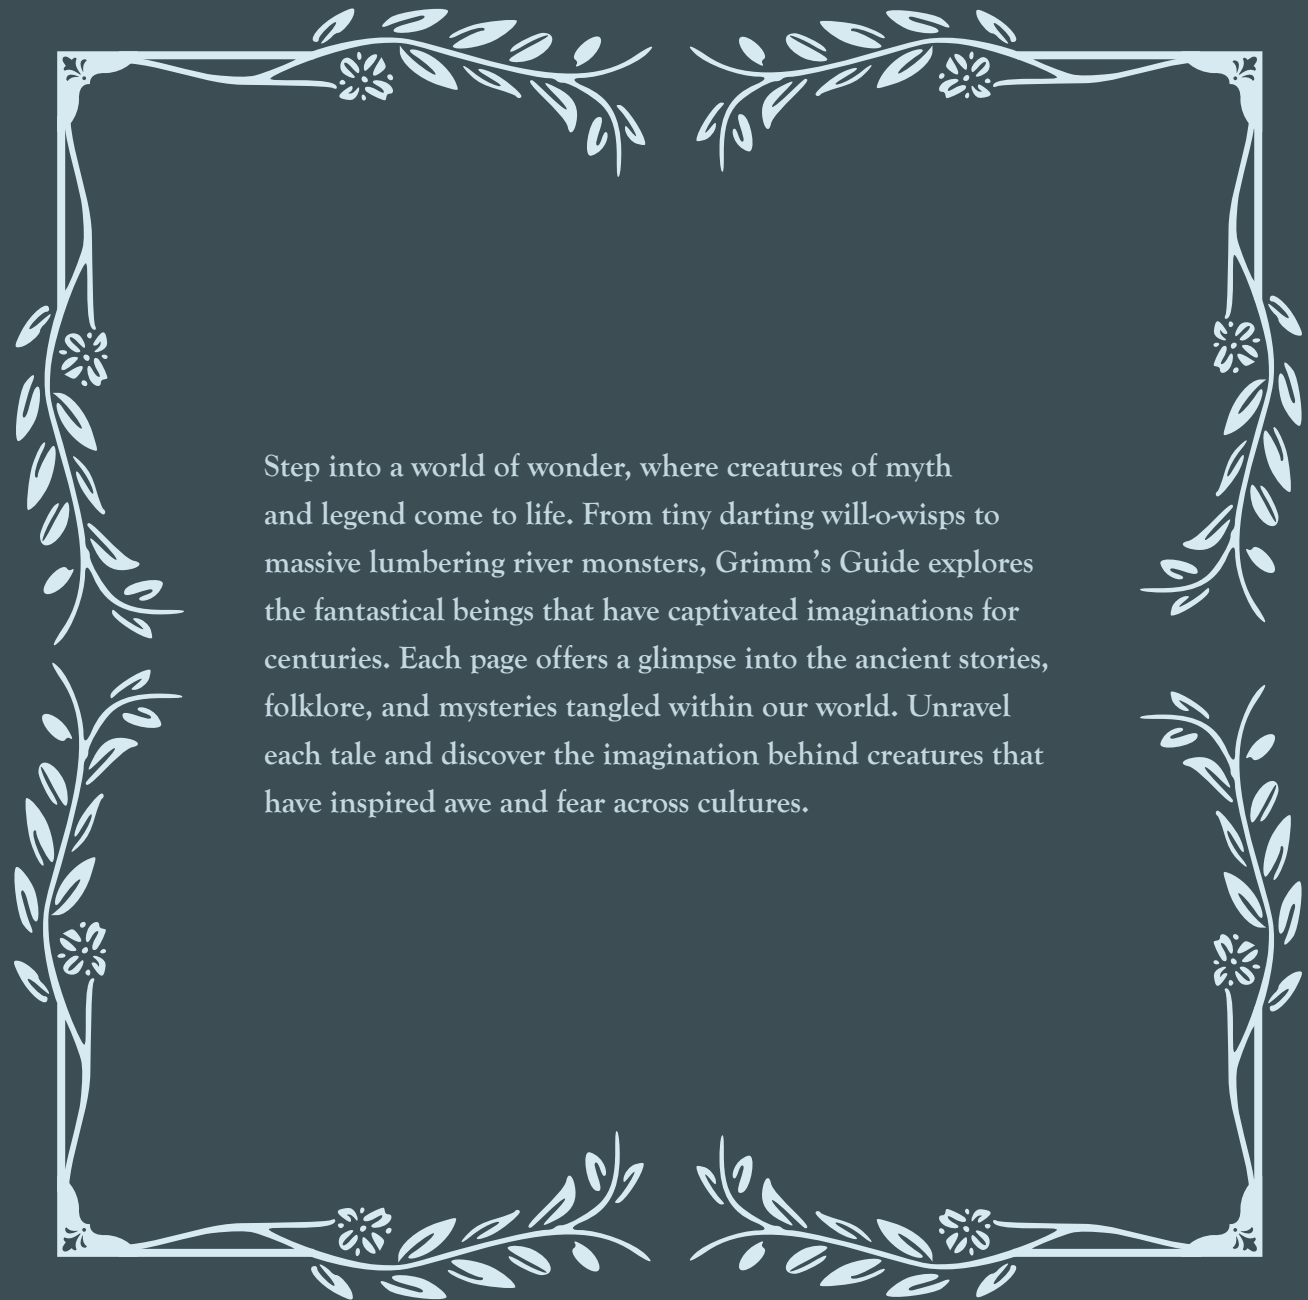 Step into a world of wonder, where creatures of myth
and legend come to life. From tiny darting will-o-wisps to
massive lumbering river monsters, Grimm’s Guide explores
the fantastical beings that have captivated imaginations for
centuries. Each page offers a glimpse into the ancient stories,
folklore, and mysteries tangled within our world. Unravel
each tale and discover the imagination behind creatures that
have inspired awe and fear across cultures.